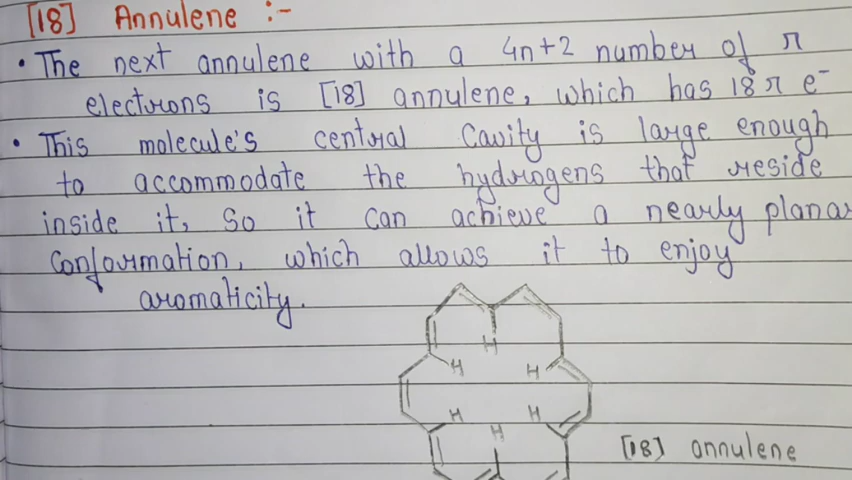 [18] Annulene :-
• The next annulene with a 4n+2 number of π
electrons is [18] annulene, which has 18 π e⁻
• This molecule's central cavity is large enough
to accommodate the hydrogens that reside
inside it, So it can achieve a nearly planar
conformation, which allows it to enjoy
aromaticity.
H
H H
H H
H
[18] annulene